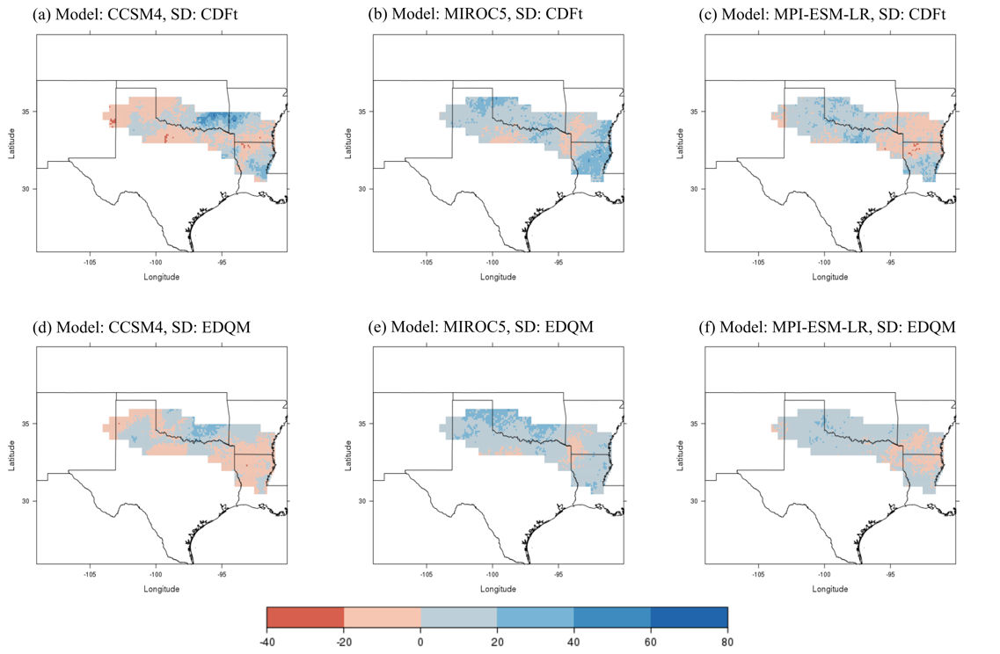 (a) Model: CCSM4, SD: CDFt
(b) Model: MIROC5, SD: CDFt
(c) Model: MPI-ESM-LR, SD: CDFt
Latitude
35
30
-105
-100
-95
Longitude
Latitude
35
30
-105
-100
-95
Longitude
Latitude
35
30
-105
-100
-95
Longitude
(d) Model: CCSM4, SD: EDQM
(e) Model: MIROC5, SD: EDQM
(f) Model: MPI-ESM-LR, SD: EDQM
Latitude
35
30
-105
-100
-95
Longitude
Latitude
35
30
-105
-100
-95
Longitude
Latitude
35
30
-105
-100
-95
Longitude
-40 -20 0 20 40 60 80